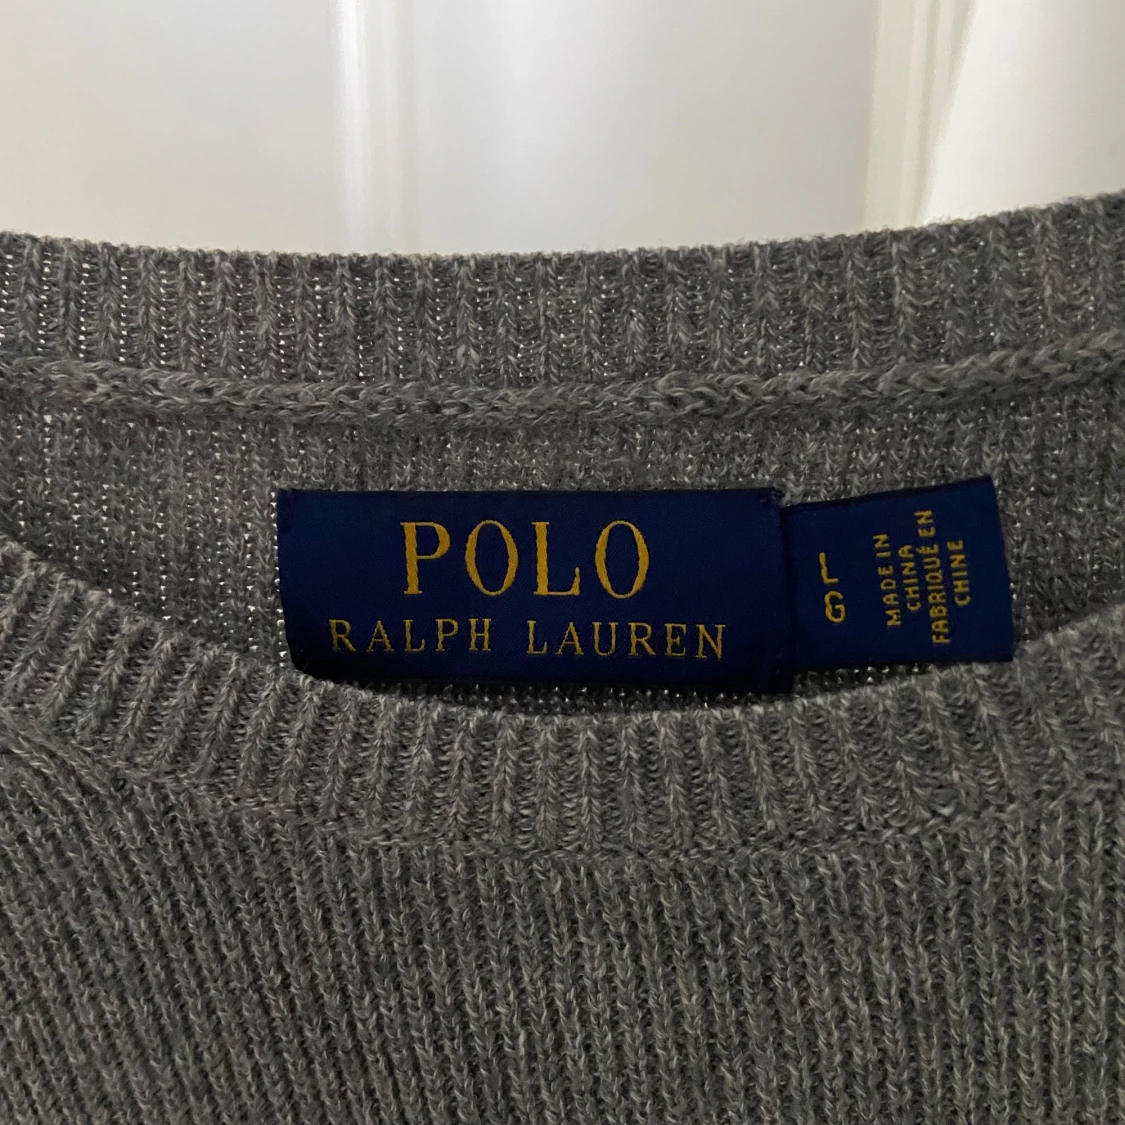 POLO
RALPH LAUREN
L
G
MADE IN
CHINA
FABRIQUÉ EN
CHINE